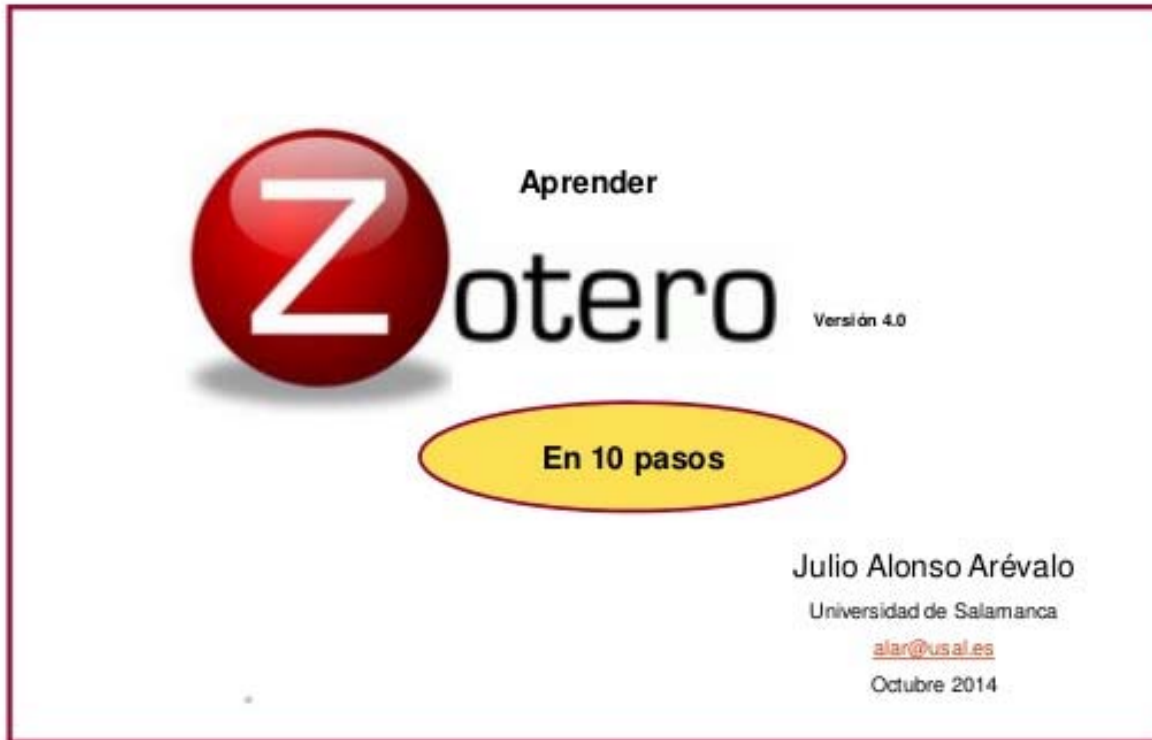 Aprender
Zotero
Versión 4.0
En 10 pasos
Julio Alonso Arévalo
Universidad de Salamanca
alar@usal.es
Octubre 2014